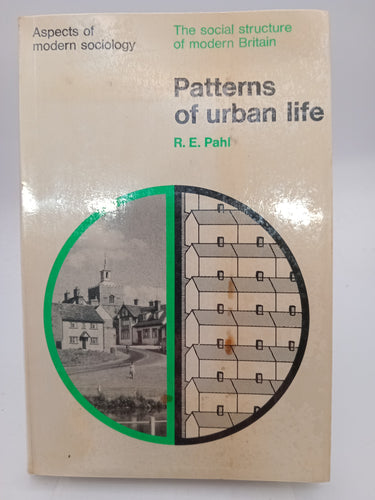 Aspects of
modern sociology
The social structure
of modern Britain
Patterns
of urban life
R. E. Pahl